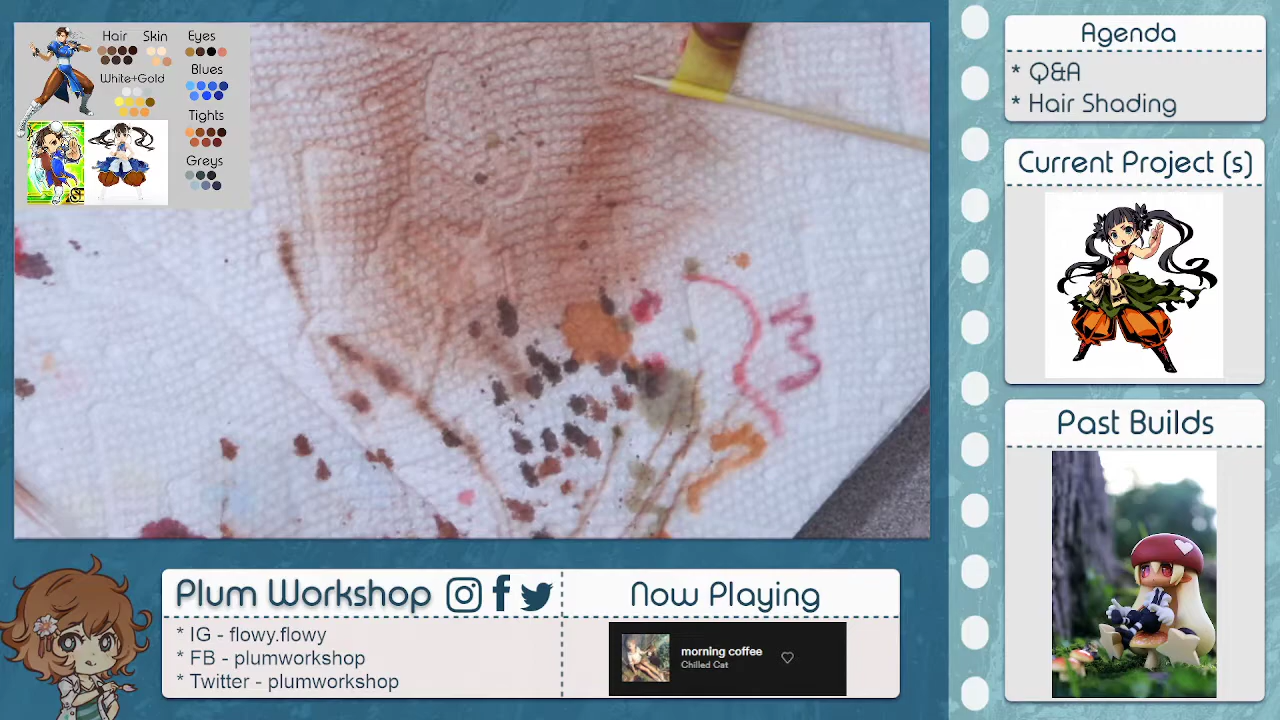 Hair Skin Eyes
White+Gold
Blues
Tights
Greys
Agenda
* Q&A
* Hair Shading
Current Project (s)
Past Builds
Plum Workshop
* IG - flowy.flowy
* FB - plumworkshop
* Twitter - plumworkshop
Now Playing
morning coffee
Chilled Cat